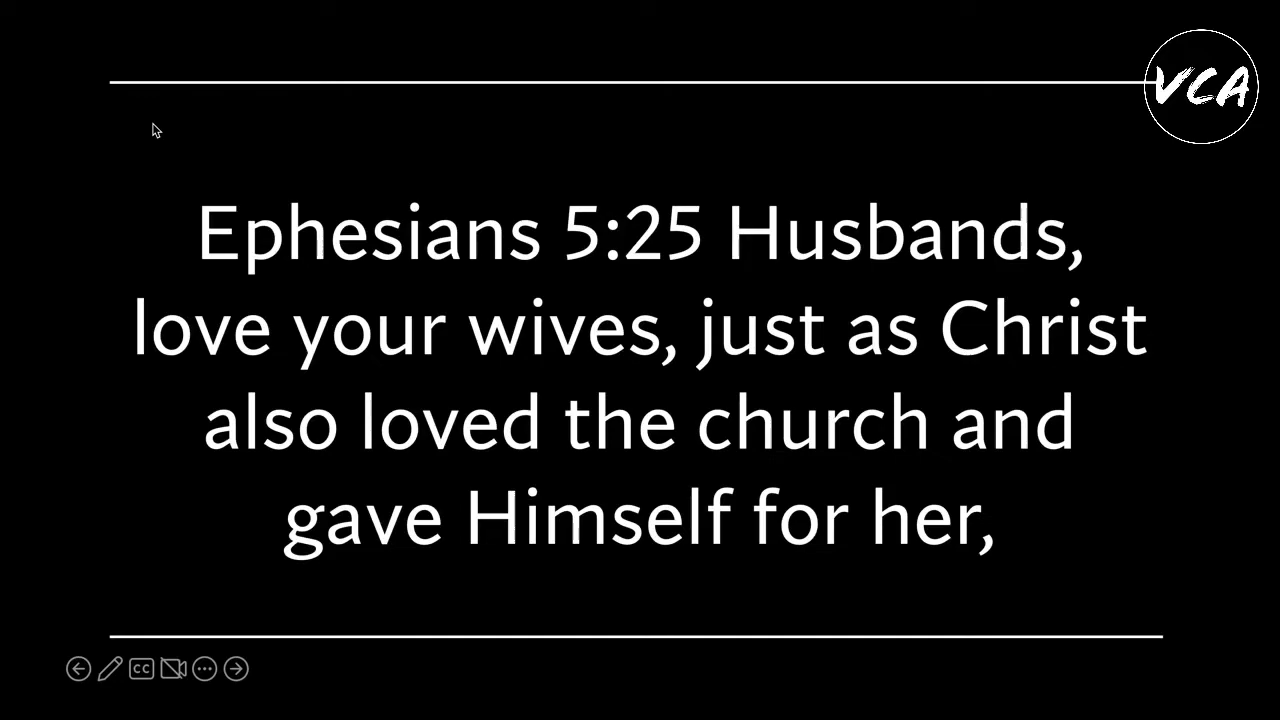 VCA
Ephesians 5:25 Husbands,
love your wives, just as Christ
also loved the church and
gave Himself for her,
CC